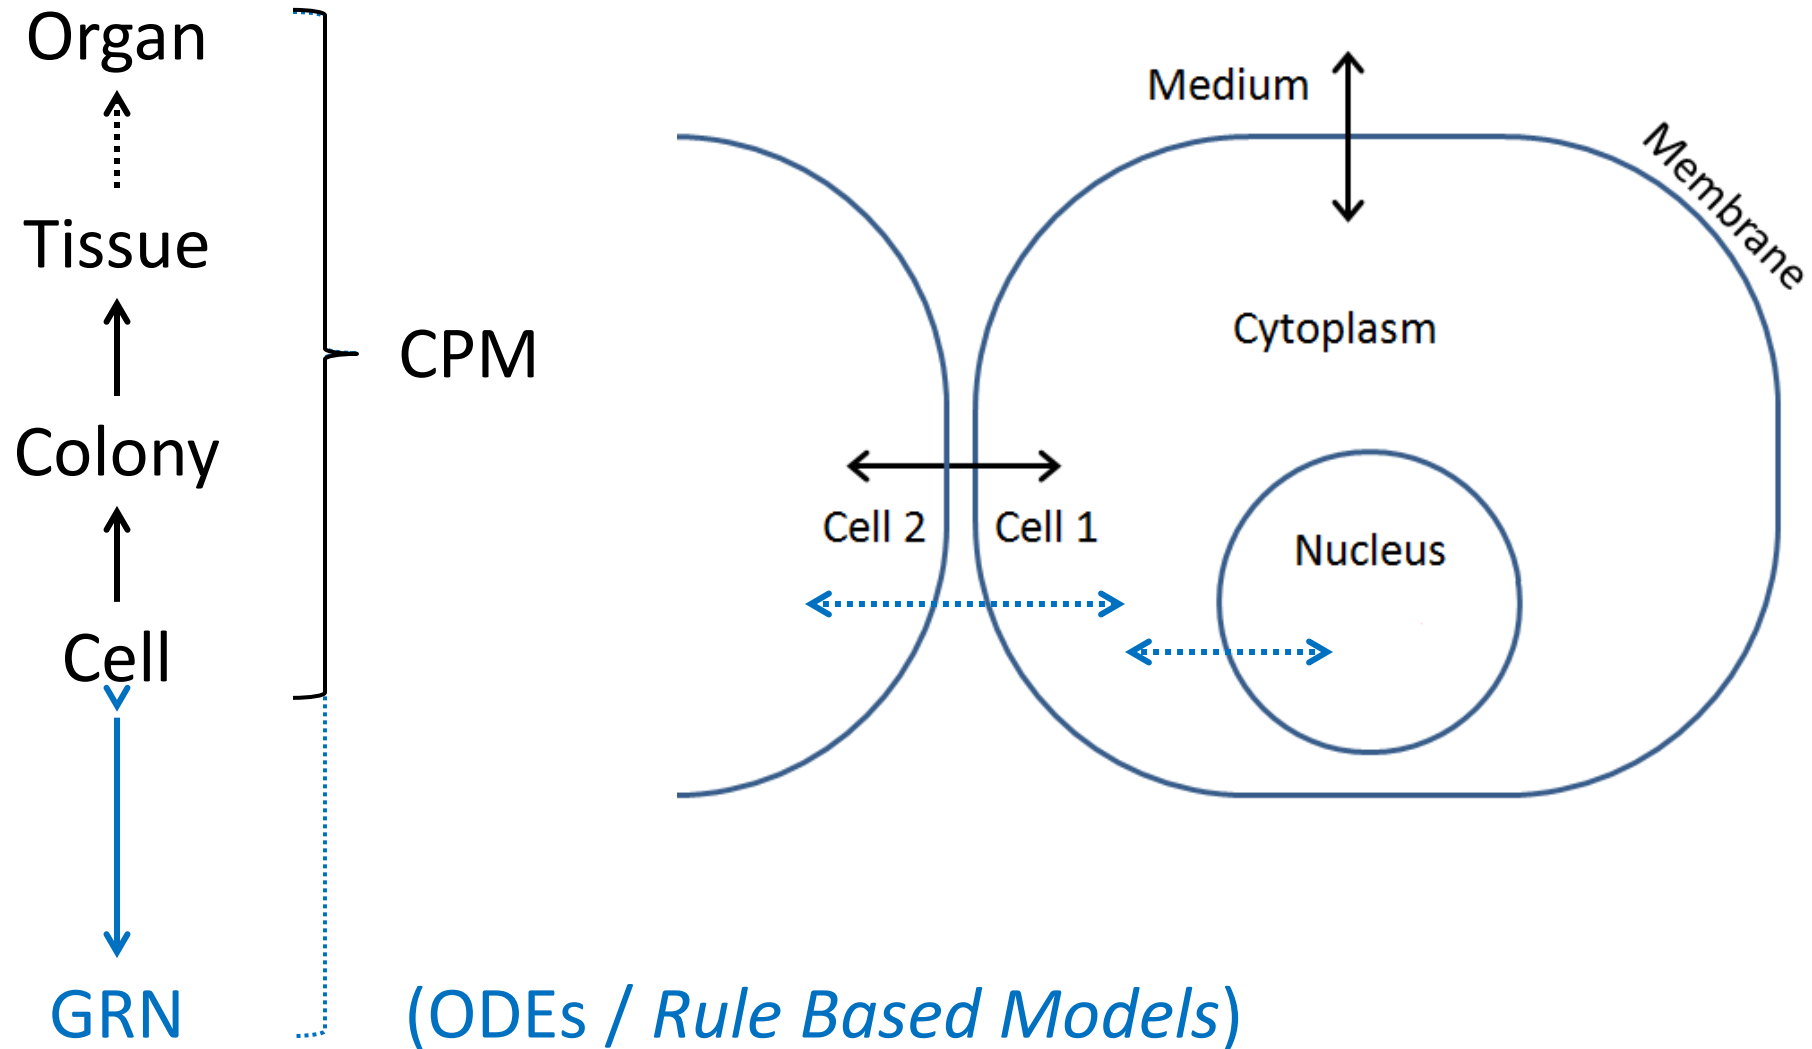 Organ
Tissue
Colony
Cell
GRN
CPM
(ODEs / Rule Based Models)
Medium
Membrane
Cytoplasm
Cell 2
Cell 1
Nucleus